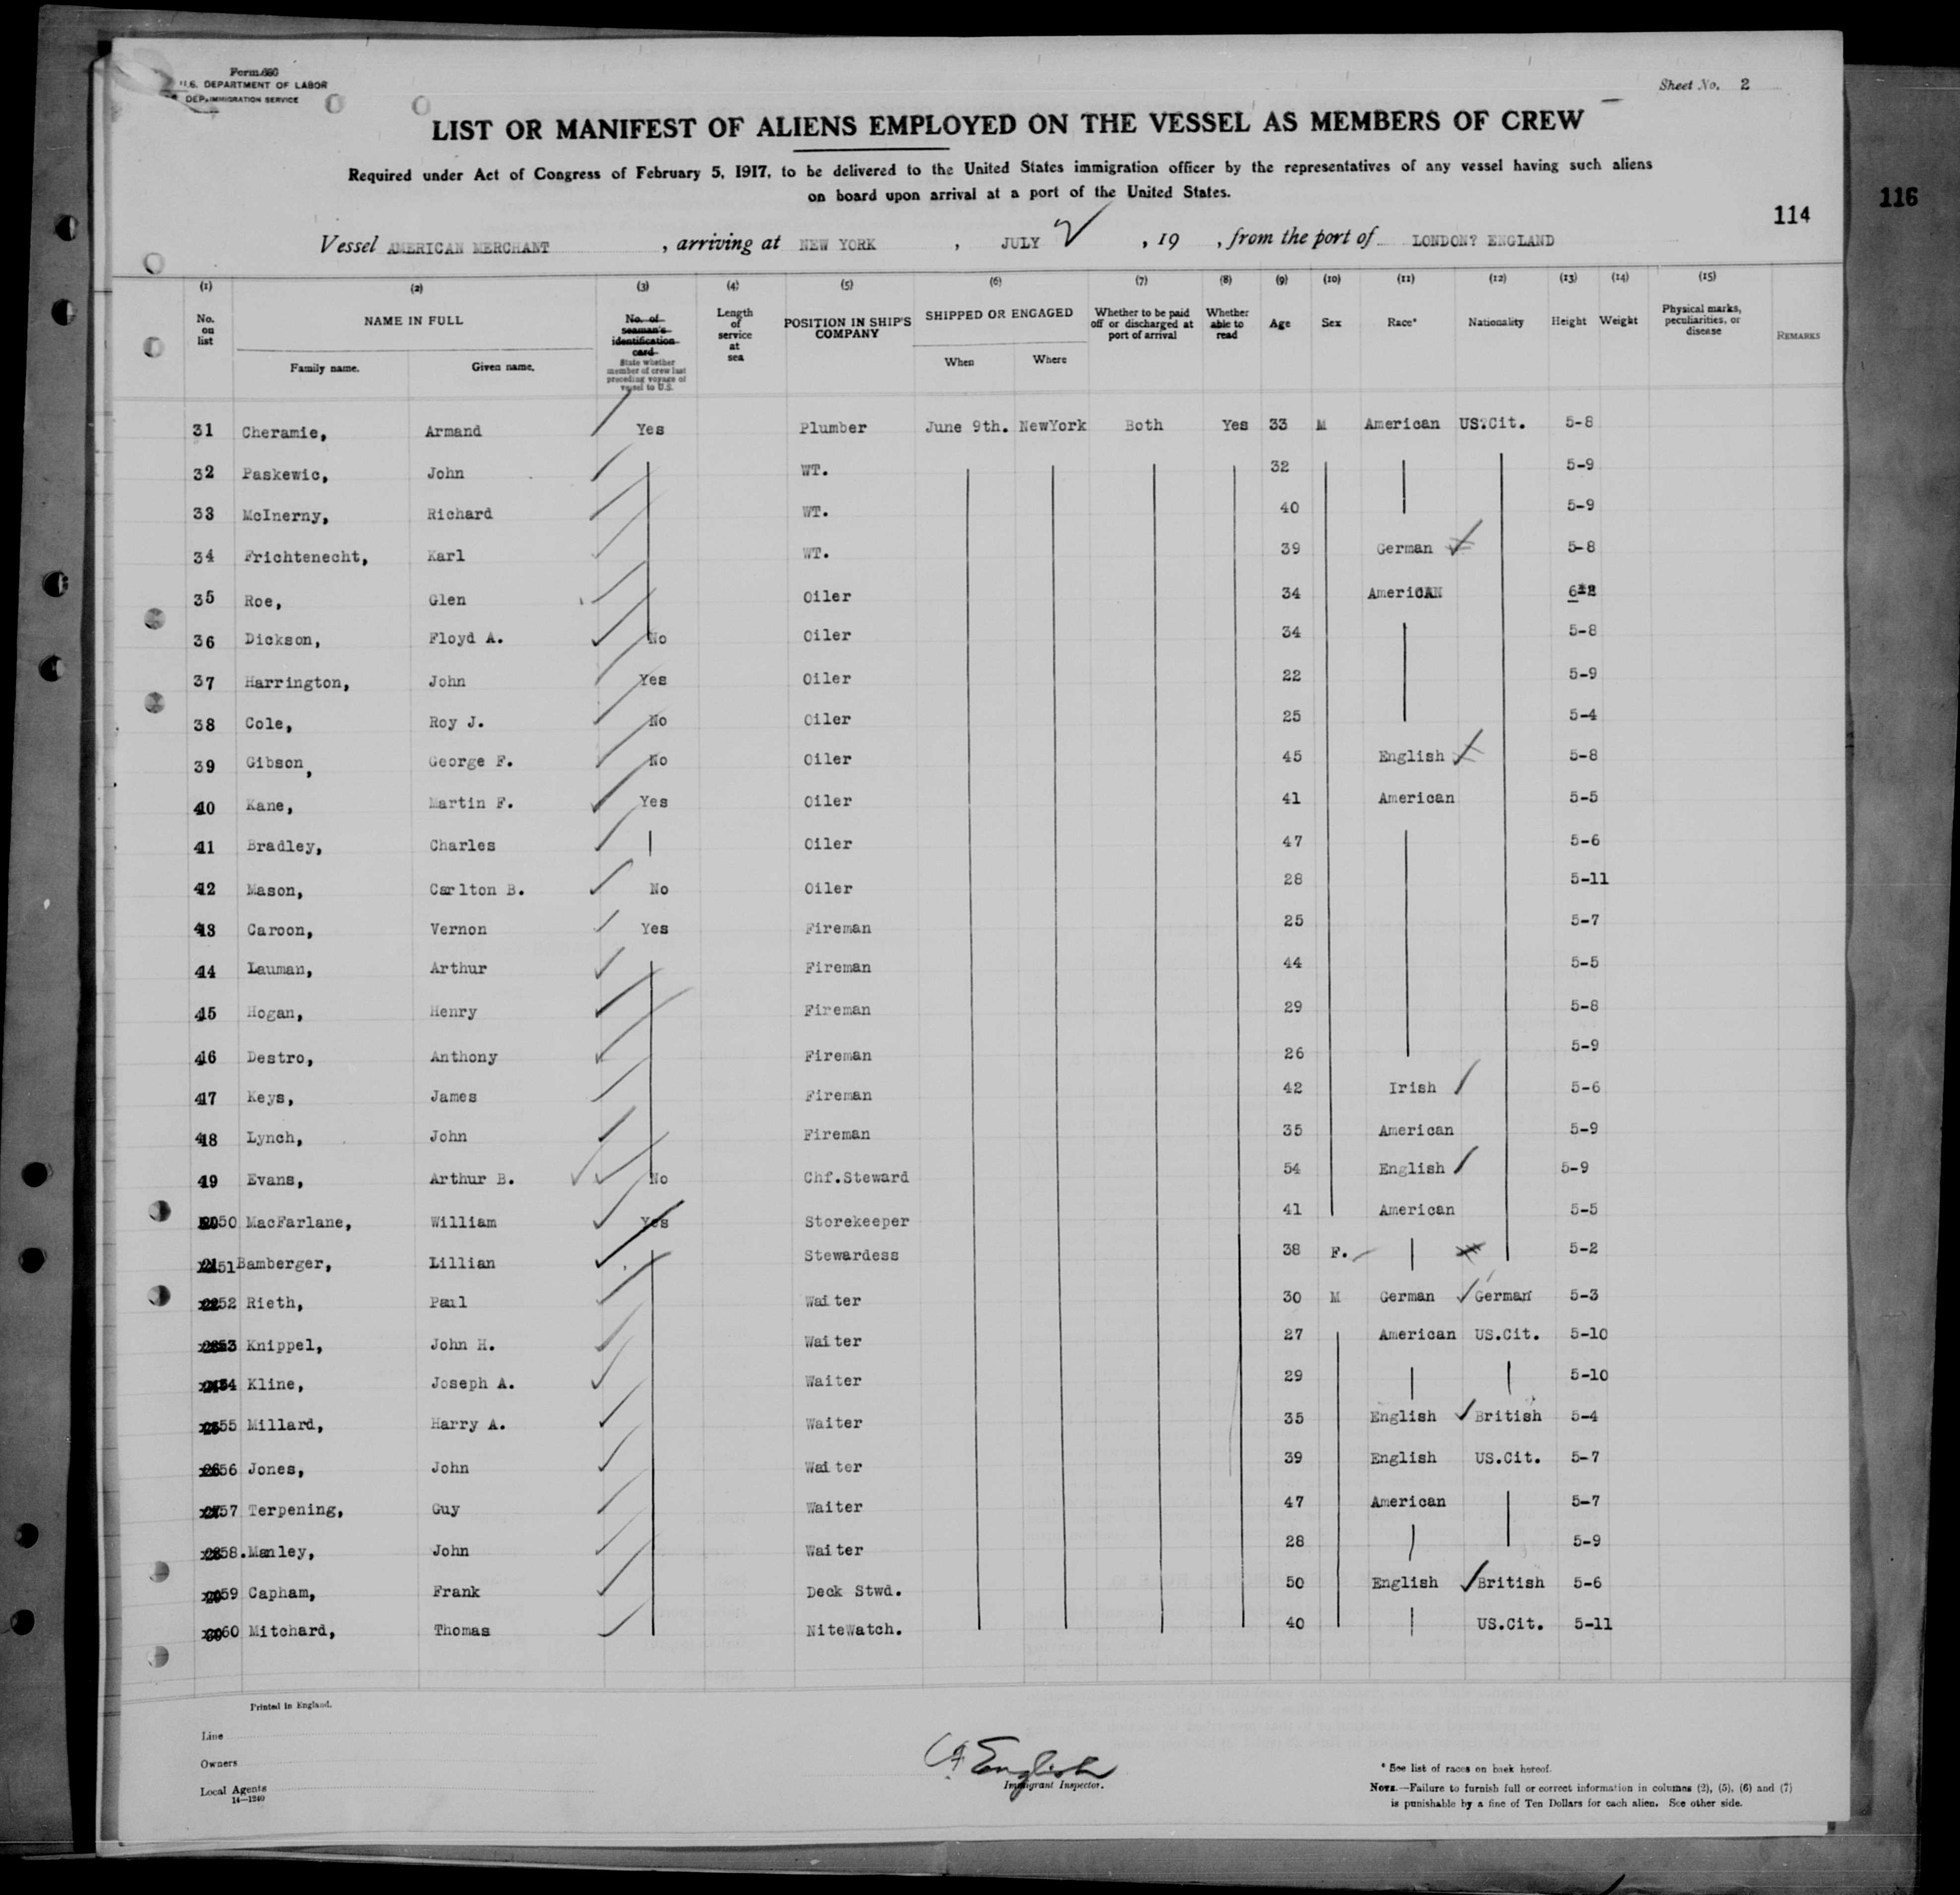 Form 680
U.S. DEPARTMENT OF LABOR
IMMIGRATION SERVICE
Sheet No. 2
LIST OR MANIFEST OF ALIENS EMPLOYED ON THE VESSEL AS MEMBERS OF CREW
Required under Act of Congress of February 5, 1917, to be delivered to the United States immigration officer by the representatives of any vessel having such aliens
on board upon arrival at a port of the United States.
116
114
Vessel AMERICAN MERCHANT , arriving at NEW YORK , JULY 2 , 19 , from the port of LONDON? ENGLAND
(1) (2) (3) (4) (5) (6) (7) (8) (9) (10) (11) (12) (13) (14) (15)
No. on list NAME IN FULL Family name. Given name. No. of seaman's identification card State whether member of crew last preceding voyage of vessel to U.S. Length of service at sea POSITION IN SHIP'S COMPANY SHIPPED OR ENGAGED When Where Whether to be paid off or discharged at port of arrival Whether able to read Age Sex Race* Nationality Height Weight Physical marks, peculiarities, or disease REMARKS
31 Cheramie, Armand Yes Plumber June 9th. NewYork Both Yes 33 M American US.Cit. 5-8
32 Paskewic, John WT. 32 5-9
33 McInerny, Richard WT. 40 5-9
34 Frichtenecht, Karl WT. 39 German 5-8
35 Roe, Glen Oiler 34 AmeriCAN
36 Dickson, Floyd A. No Oiler 34 5-8
37 Harrington, John Yes Oiler 22 5-9
38 Cole, Roy J. No Oiler 25 5-4
39 Gibson, George F. No Oiler 45 English 5-8
40 Kane, Martin F. Yes Oiler 41 American 5-5
41 Bradley, Charles Oiler 47 5-6
42 Mason, Carlton B. No Oiler 28 5-11
43 Caroon, Vernon Yes Fireman 25 5-7
44 Lauman, Arthur Fireman 44 5-5
45 Hogan, Henry Fireman 29 5-8
46 Destro, Anthony Fireman 26 5-9
47 Keys, James Fireman 42 Irish 5-6
48 Lynch, John Fireman 35 American 5-9
49 Evans, Arthur B. No Chf.Steward 54 English 5-9
50 MacFarlane, William Yes Storekeeper 41 American 5-5
51 Bamberger, Lillian Stewardess 38 F. 5-2
52 Rieth, Paul Waiter 30 M German German 5-3
53 Knippel, John H. Waiter 27 American US.Cit. 5-10
54 Kline, Joseph A. Waiter 29 5-10
55 Millard, Harry A. Waiter 35 English British 5-4
56 Jones, John Waiter 39 English US.Cit. 5-7
57 Terpening, Guy Waiter 47 American 5-7
58. Manley, John Waiter 28 5-9
59 Capham, Frank Deck Stwd. 50 English British 5-6
60 Mitchard, Thomas NiteWatch. 40 US.Cit. 5-11
Printed in England.
Line
Owners
Local Agents
14—1240
English
Immigrant Inspector.
* See list of races on back hereof.
NOTE.—Failure to furnish full or correct information in columns (2), (5), (6) and (7)
is punishable by a fine of Ten Dollars for each alien. See other side.